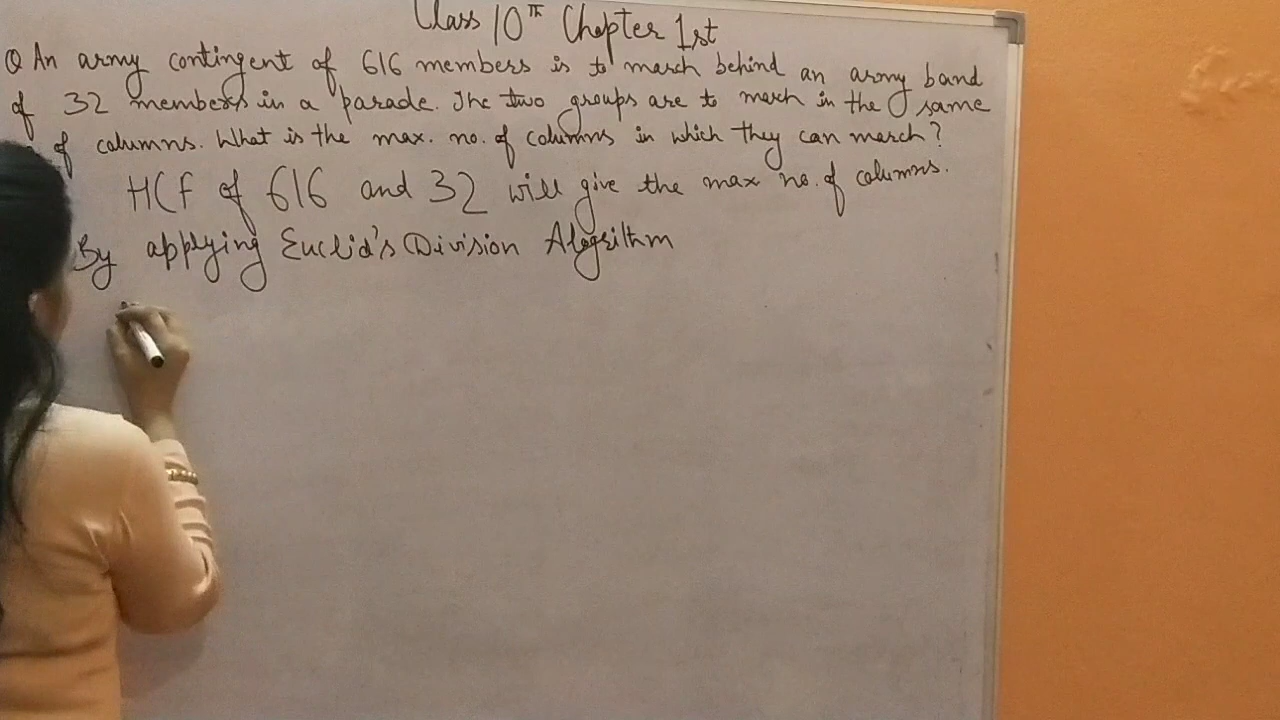 Class 10th Chapter 1st
Q An army contingent of 616 members is to march behind an army band
of 32 members in a parade. The two groups are to march in the same
of columns. What is the max. no. of columns in which they can march?
HCF of 616 and 32 will give the max no. of columns.
By applying Euclid's Division Alogrithm